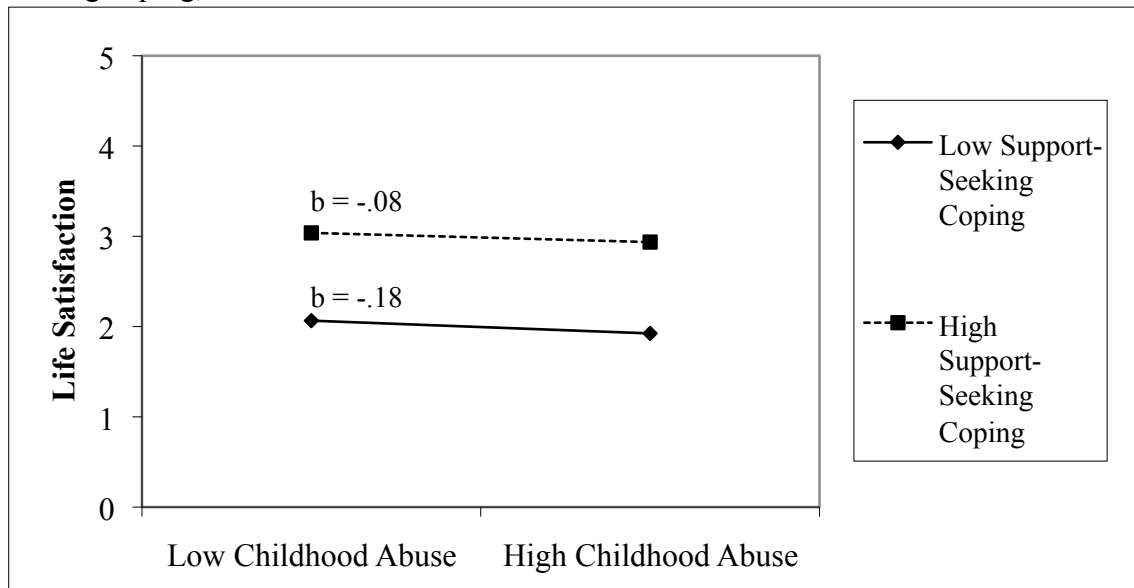 5
4
3
2
1
0
Life Satisfaction
b = -.08
b = -.18
Low Childhood Abuse
High Childhood Abuse
Low Support-
Seeking
Coping
High
Support-
Seeking
Coping